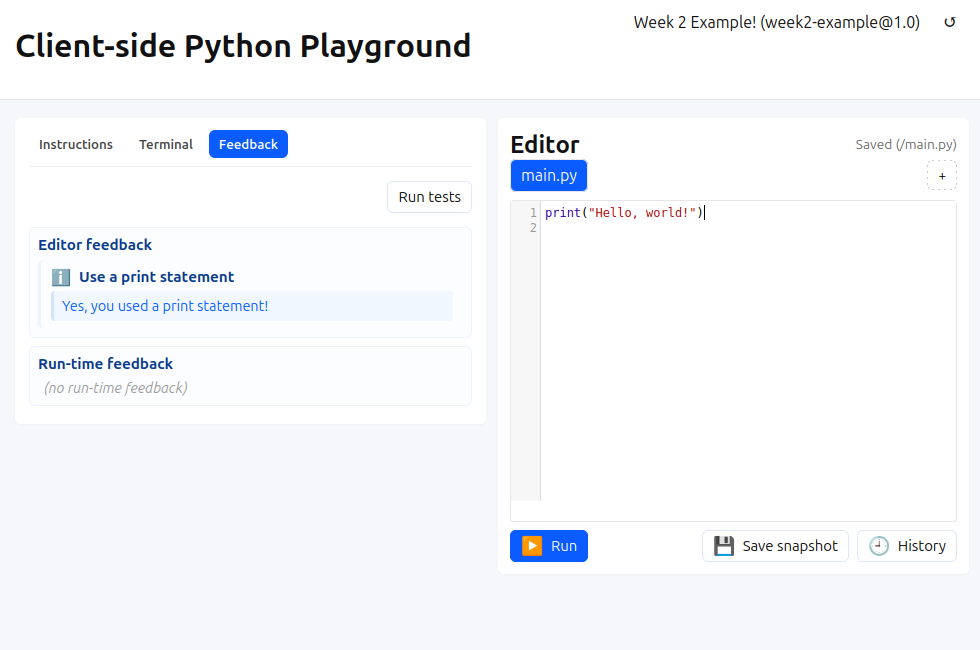 Week 2 Example! (week2-example@1.0) ↺
Client-side Python Playground
Instructions Terminal Feedback
Run tests
Editor feedback
ℹ️ Use a print statement
Yes, you used a print statement!
Run-time feedback
(no run-time feedback)
Editor Saved (/main.py)
main.py +
1 print("Hello, world!")
2
▶️ Run 💾 Save snapshot 🕘 History